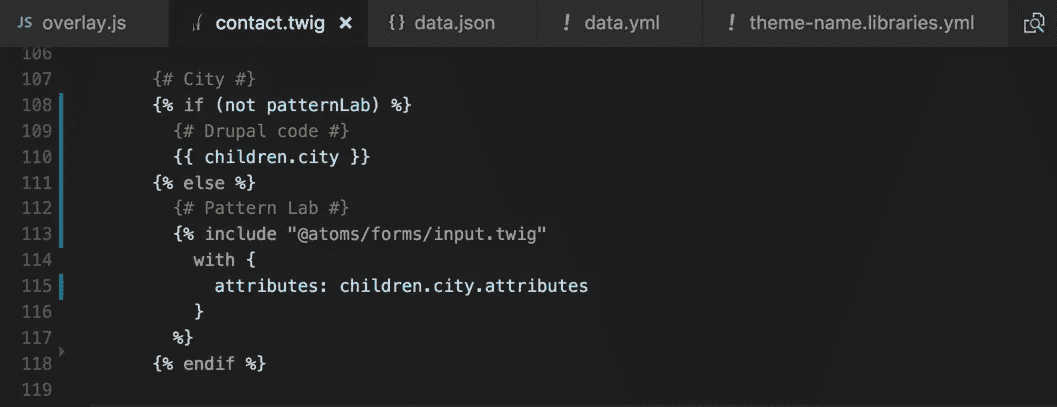 JS overlay.js contact.twig × {} data.json ! data.yml ! theme-name.libraries.yml
106
107 {# City #}
108 {% if (not patternLab) %}
109 {# Drupal code #}
110 {{ children.city }}
111 {% else %}
112 {# Pattern Lab #}
113 {% include "@atoms/forms/input.twig"
114 with {
115 attributes: children.city.attributes
116 }
117 %}
118 {% endif %}
119